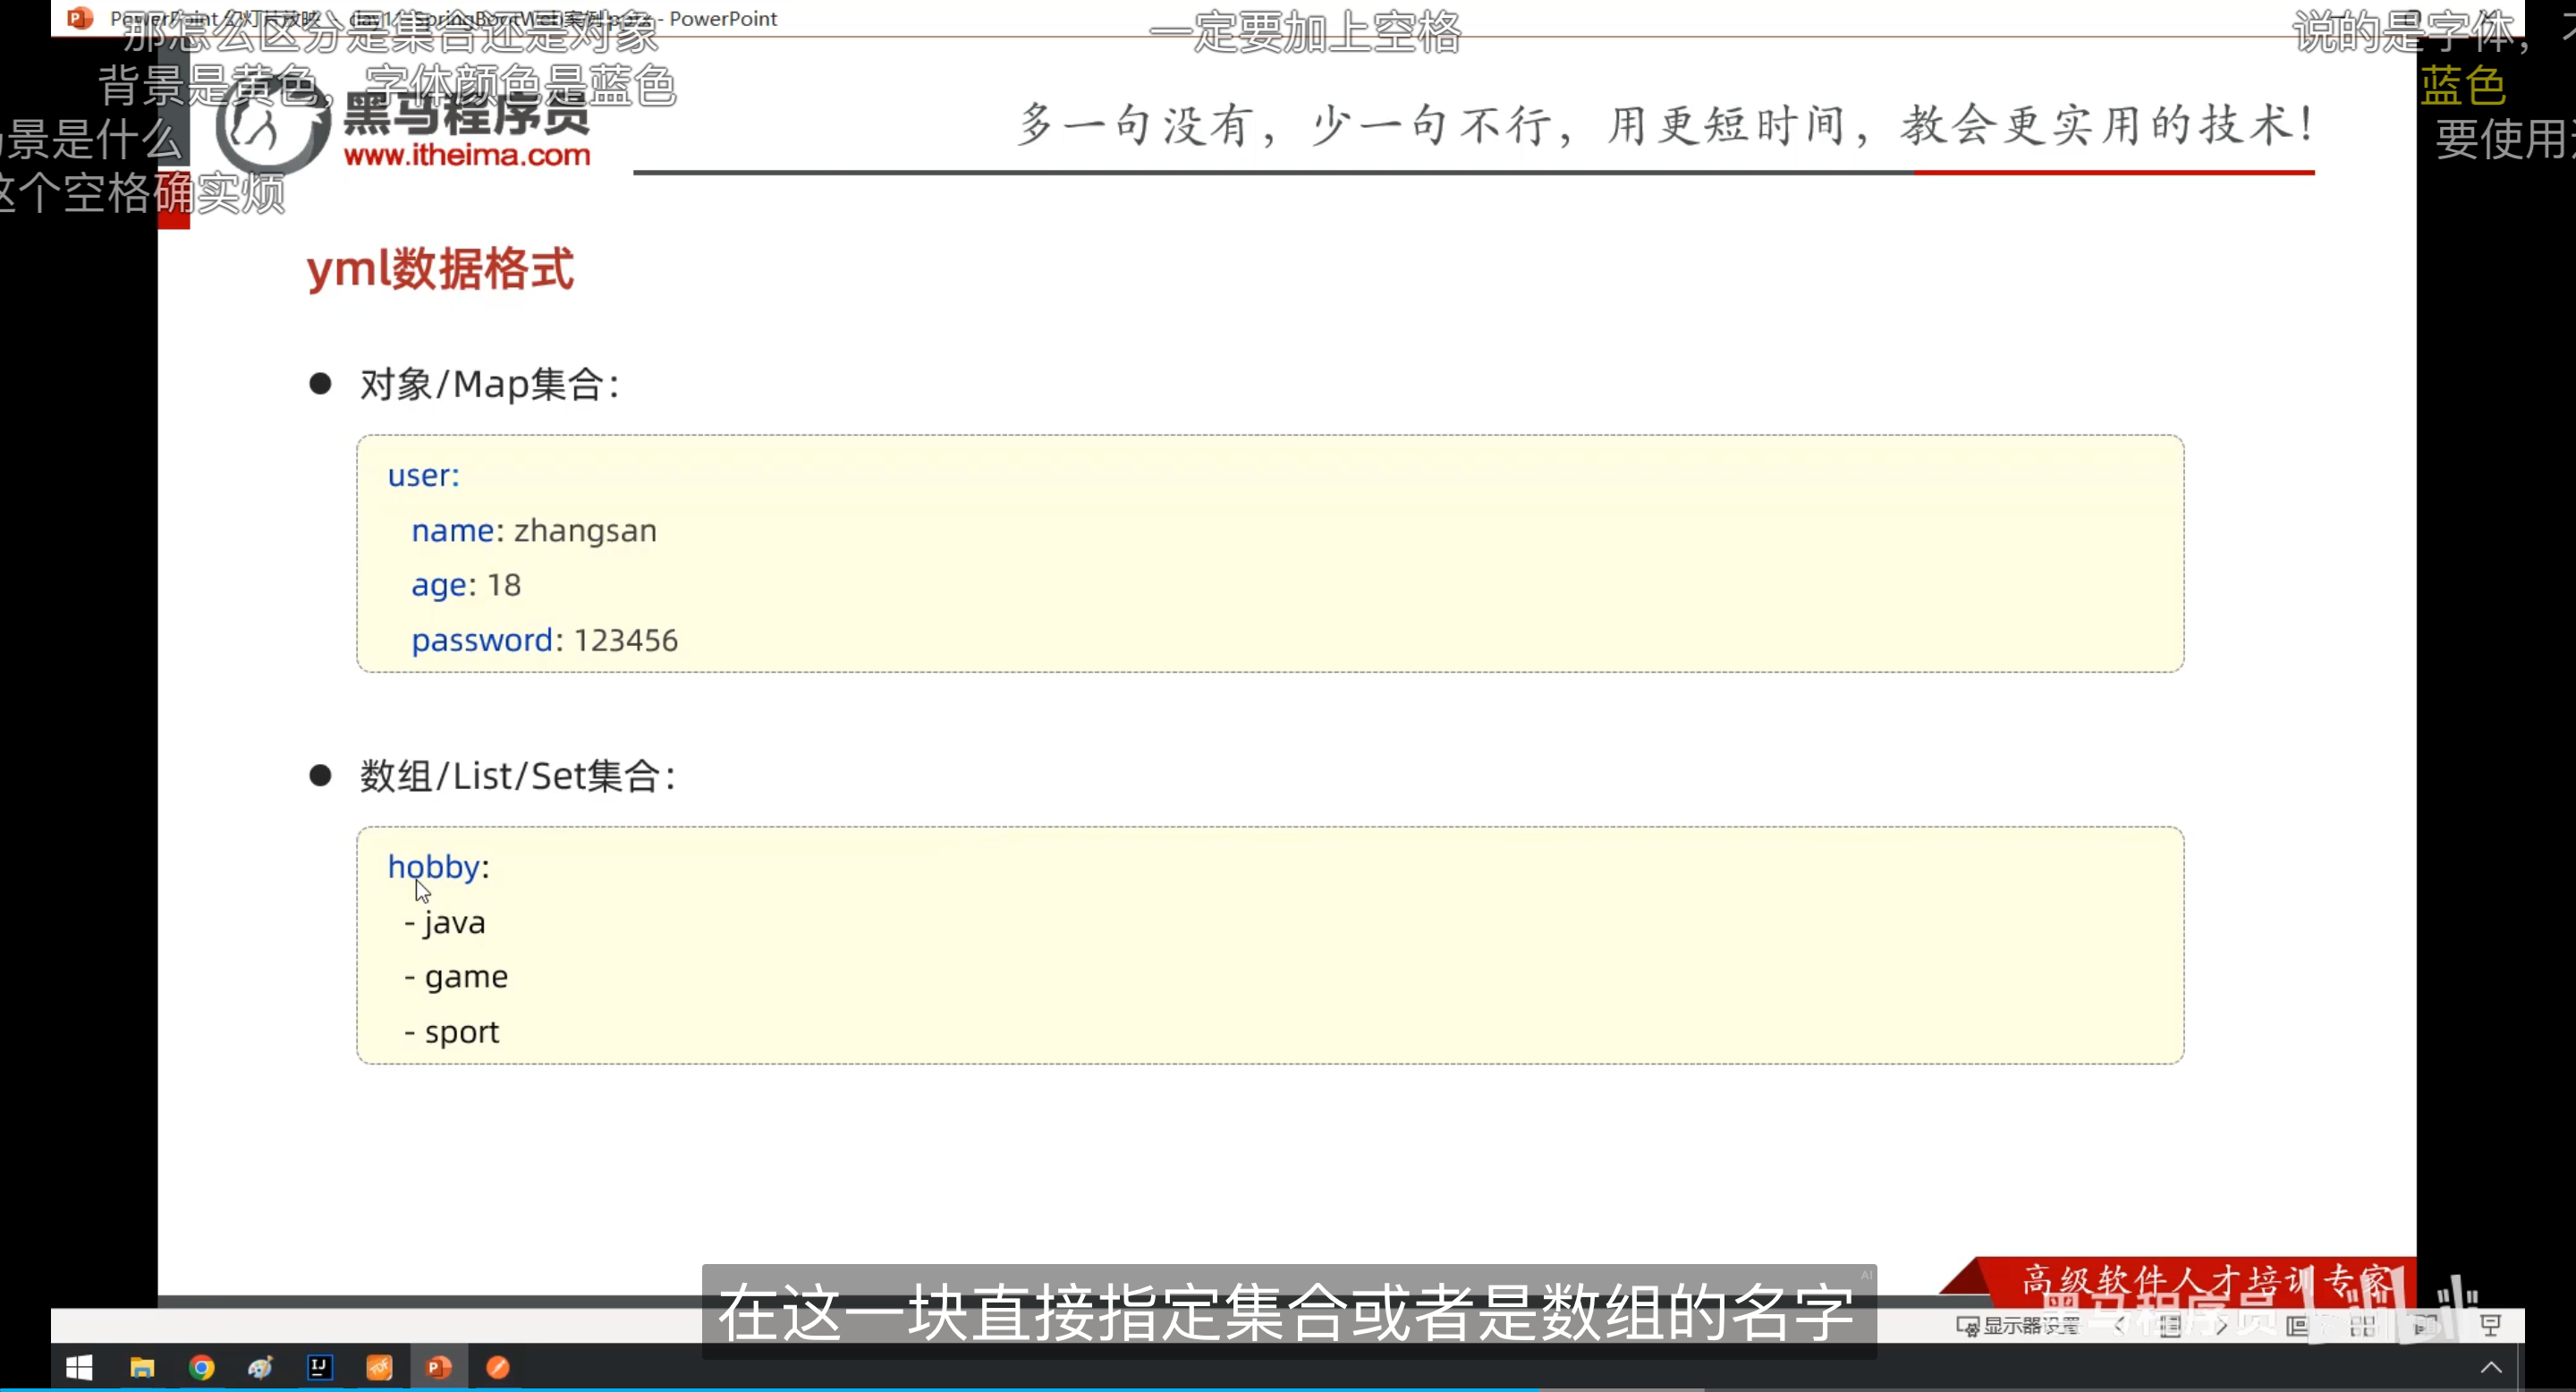 PowerPoint 幻灯片放映 - PowerPoint
那怎么区分是集合还是对象
一定要加上空格
说的是字体，
背景是黄色，字体颜色是蓝色
蓝色
景是什么
要使用
这个空格确实烦
黑马程序员
www.itheima.com
多一句没有，少一句不行，用更短时间，教会更实用的技术！
yml数据格式
● 对象/Map集合：
user:
name: zhangsan
age: 18
password: 123456
● 数组/List/Set集合：
hobby:
- java
- game
- sport
高级软件人才培训专家
黑马程序员
在这一块直接指定集合或者是数组的名字
AI
显示器设置